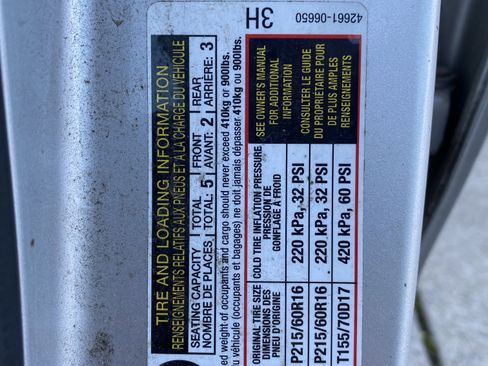 42661-06650
3H
TIRE AND LOADING INFORMATION
RENSEIGNEMENTS RELATIFS AUX PNEUS ET À LA CHARGE DU VÉHICULE
SEATING CAPACITY TOTAL 5 FRONT 2 REAR 3
NOMBRE DE PLACES: TOTAL: AVANT: ARRIÈRE:
ed weight of occupants and cargo should never exceed 410kg or 900lbs.
u véhicule (occupants et bagages) ne doit jamais dépasser 410kg ou 900lbs.
ORIGINAL TIRE SIZE COLD TIRE INFLATION PRESSURE
DIMENSIONS DES PRESSION DE
PNEU D'ORIGINE GONFLAGE À FROID
SEE OWNER'S MANUAL
FOR ADDITIONAL
INFORMATION
P215/60R16 220 kPa, 32 PSI
CONSULTER LE GUIDE
DU PROPRIÉTAIRE POUR
DE PLUS AMPLES
RENSEIGNEMENTS
P215/60R16 220 kPa, 32 PSI
T155/70D17 420 kPa, 60 PSI